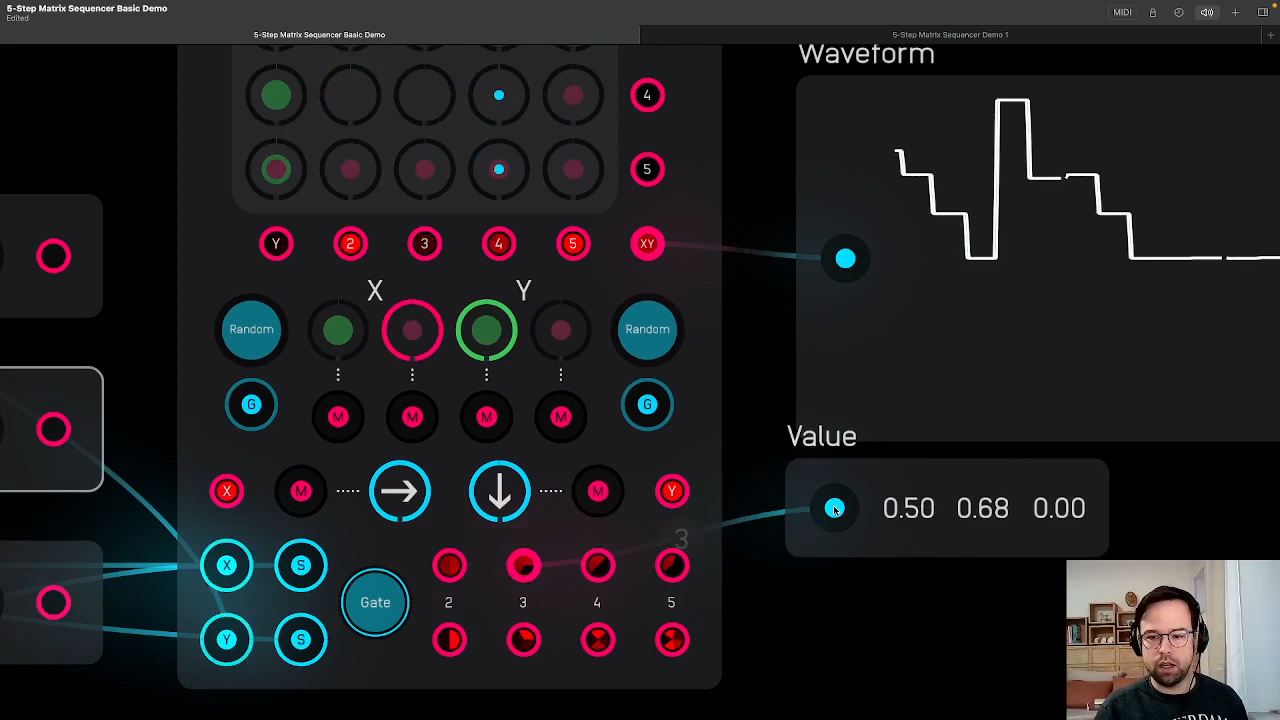 5-Step Matrix Sequencer Basic Demo
Edited
MIDI
5-Step Matrix Sequencer Basic Demo
5-Step Matrix Sequencer Demo 1
Waveform
4
5
Y 2 3 4 5 XY
X Y
Random Random
G G
M M M M
X M M Y
Value
0.50 0.68 0.00
3
X S
Gate
2 3 4 5
Y S